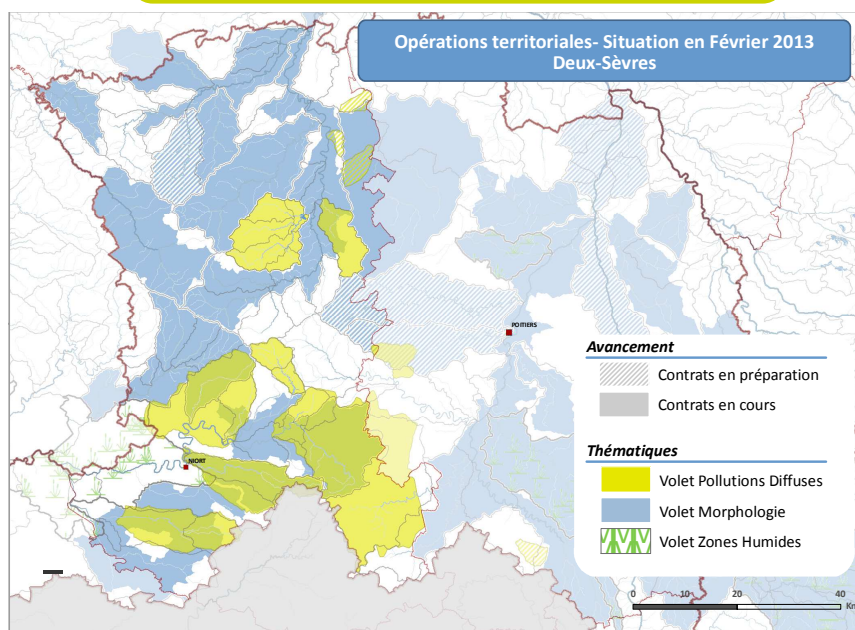 Opérations territoriales- Situation en Février 2013
Deux-Sèvres
POITIERS
NIORT
Avancement
Contrats en préparation
Contrats en cours
Thématiques
Volet Pollutions Diffuses
Volet Morphologie
Volet Zones Humides
0 10 20 40
Km